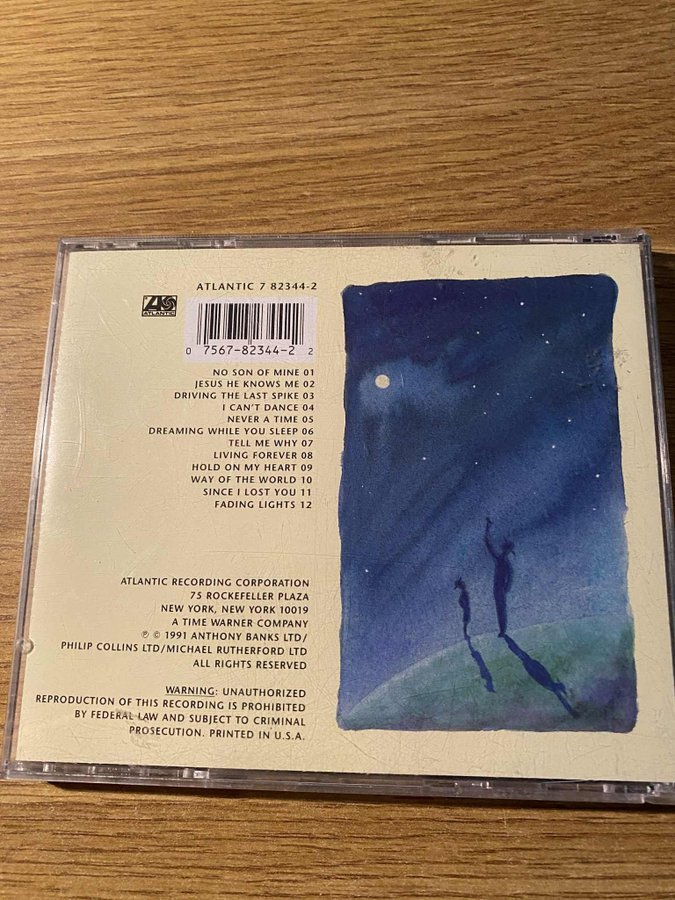 ATLANTIC 7 82344-2
ATLANTIC
0 7567-82344-2 2
NO SON OF MINE 01
JESUS HE KNOWS ME 02
DRIVING THE LAST SPIKE 03
I CAN'T DANCE 04
NEVER A TIME 05
DREAMING WHILE YOU SLEEP 06
TELL ME WHY 07
LIVING FOREVER 08
HOLD ON MY HEART 09
WAY OF THE WORLD 10
SINCE I LOST YOU 11
FADING LIGHTS 12
ATLANTIC RECORDING CORPORATION
75 ROCKEFELLER PLAZA
NEW YORK, NEW YORK 10019
A TIME WARNER COMPANY
℗ © 1991 ANTHONY BANKS LTD/
PHILIP COLLINS LTD/MICHAEL RUTHERFORD LTD
ALL RIGHTS RESERVED
WARNING: UNAUTHORIZED
REPRODUCTION OF THIS RECORDING IS PROHIBITED
BY FEDERAL LAW AND SUBJECT TO CRIMINAL
PROSECUTION. PRINTED IN U.S.A.